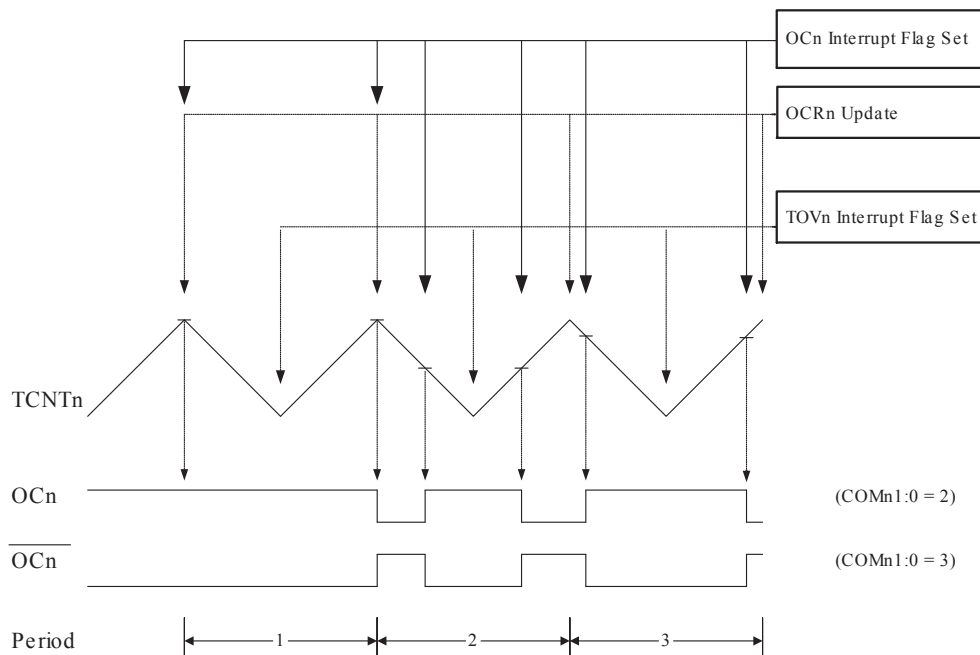 OCn Interrupt Flag Set
OCRn Update
TOVn Interrupt Flag Set
TCNTn
OCn
(COMn1:0 = 2)
OCn
(COMn1:0 = 3)
Period
1
2
3